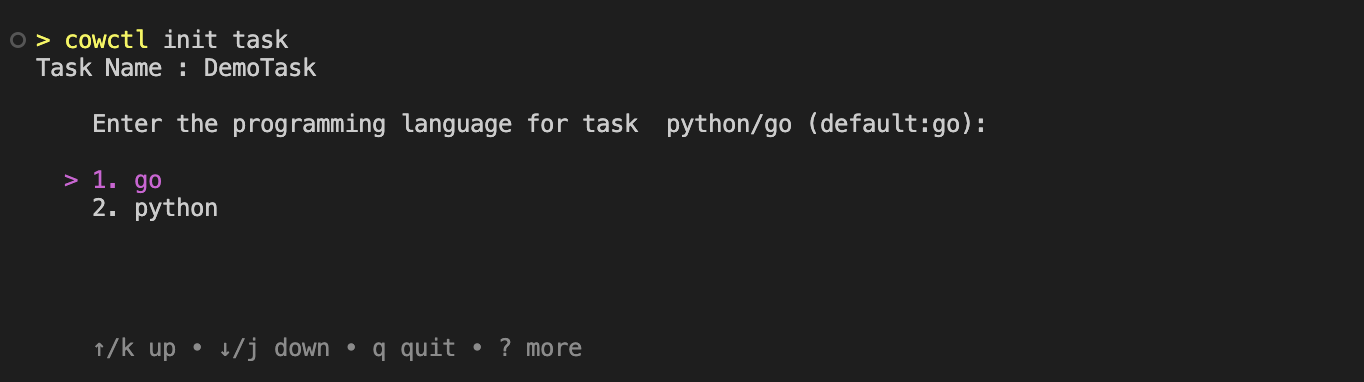 > cowctl init task
Task Name : DemoTask
Enter the programming language for task  python/go (default:go):
> 1. go
2. python
↑/k up • ↓/j down • q quit • ? more